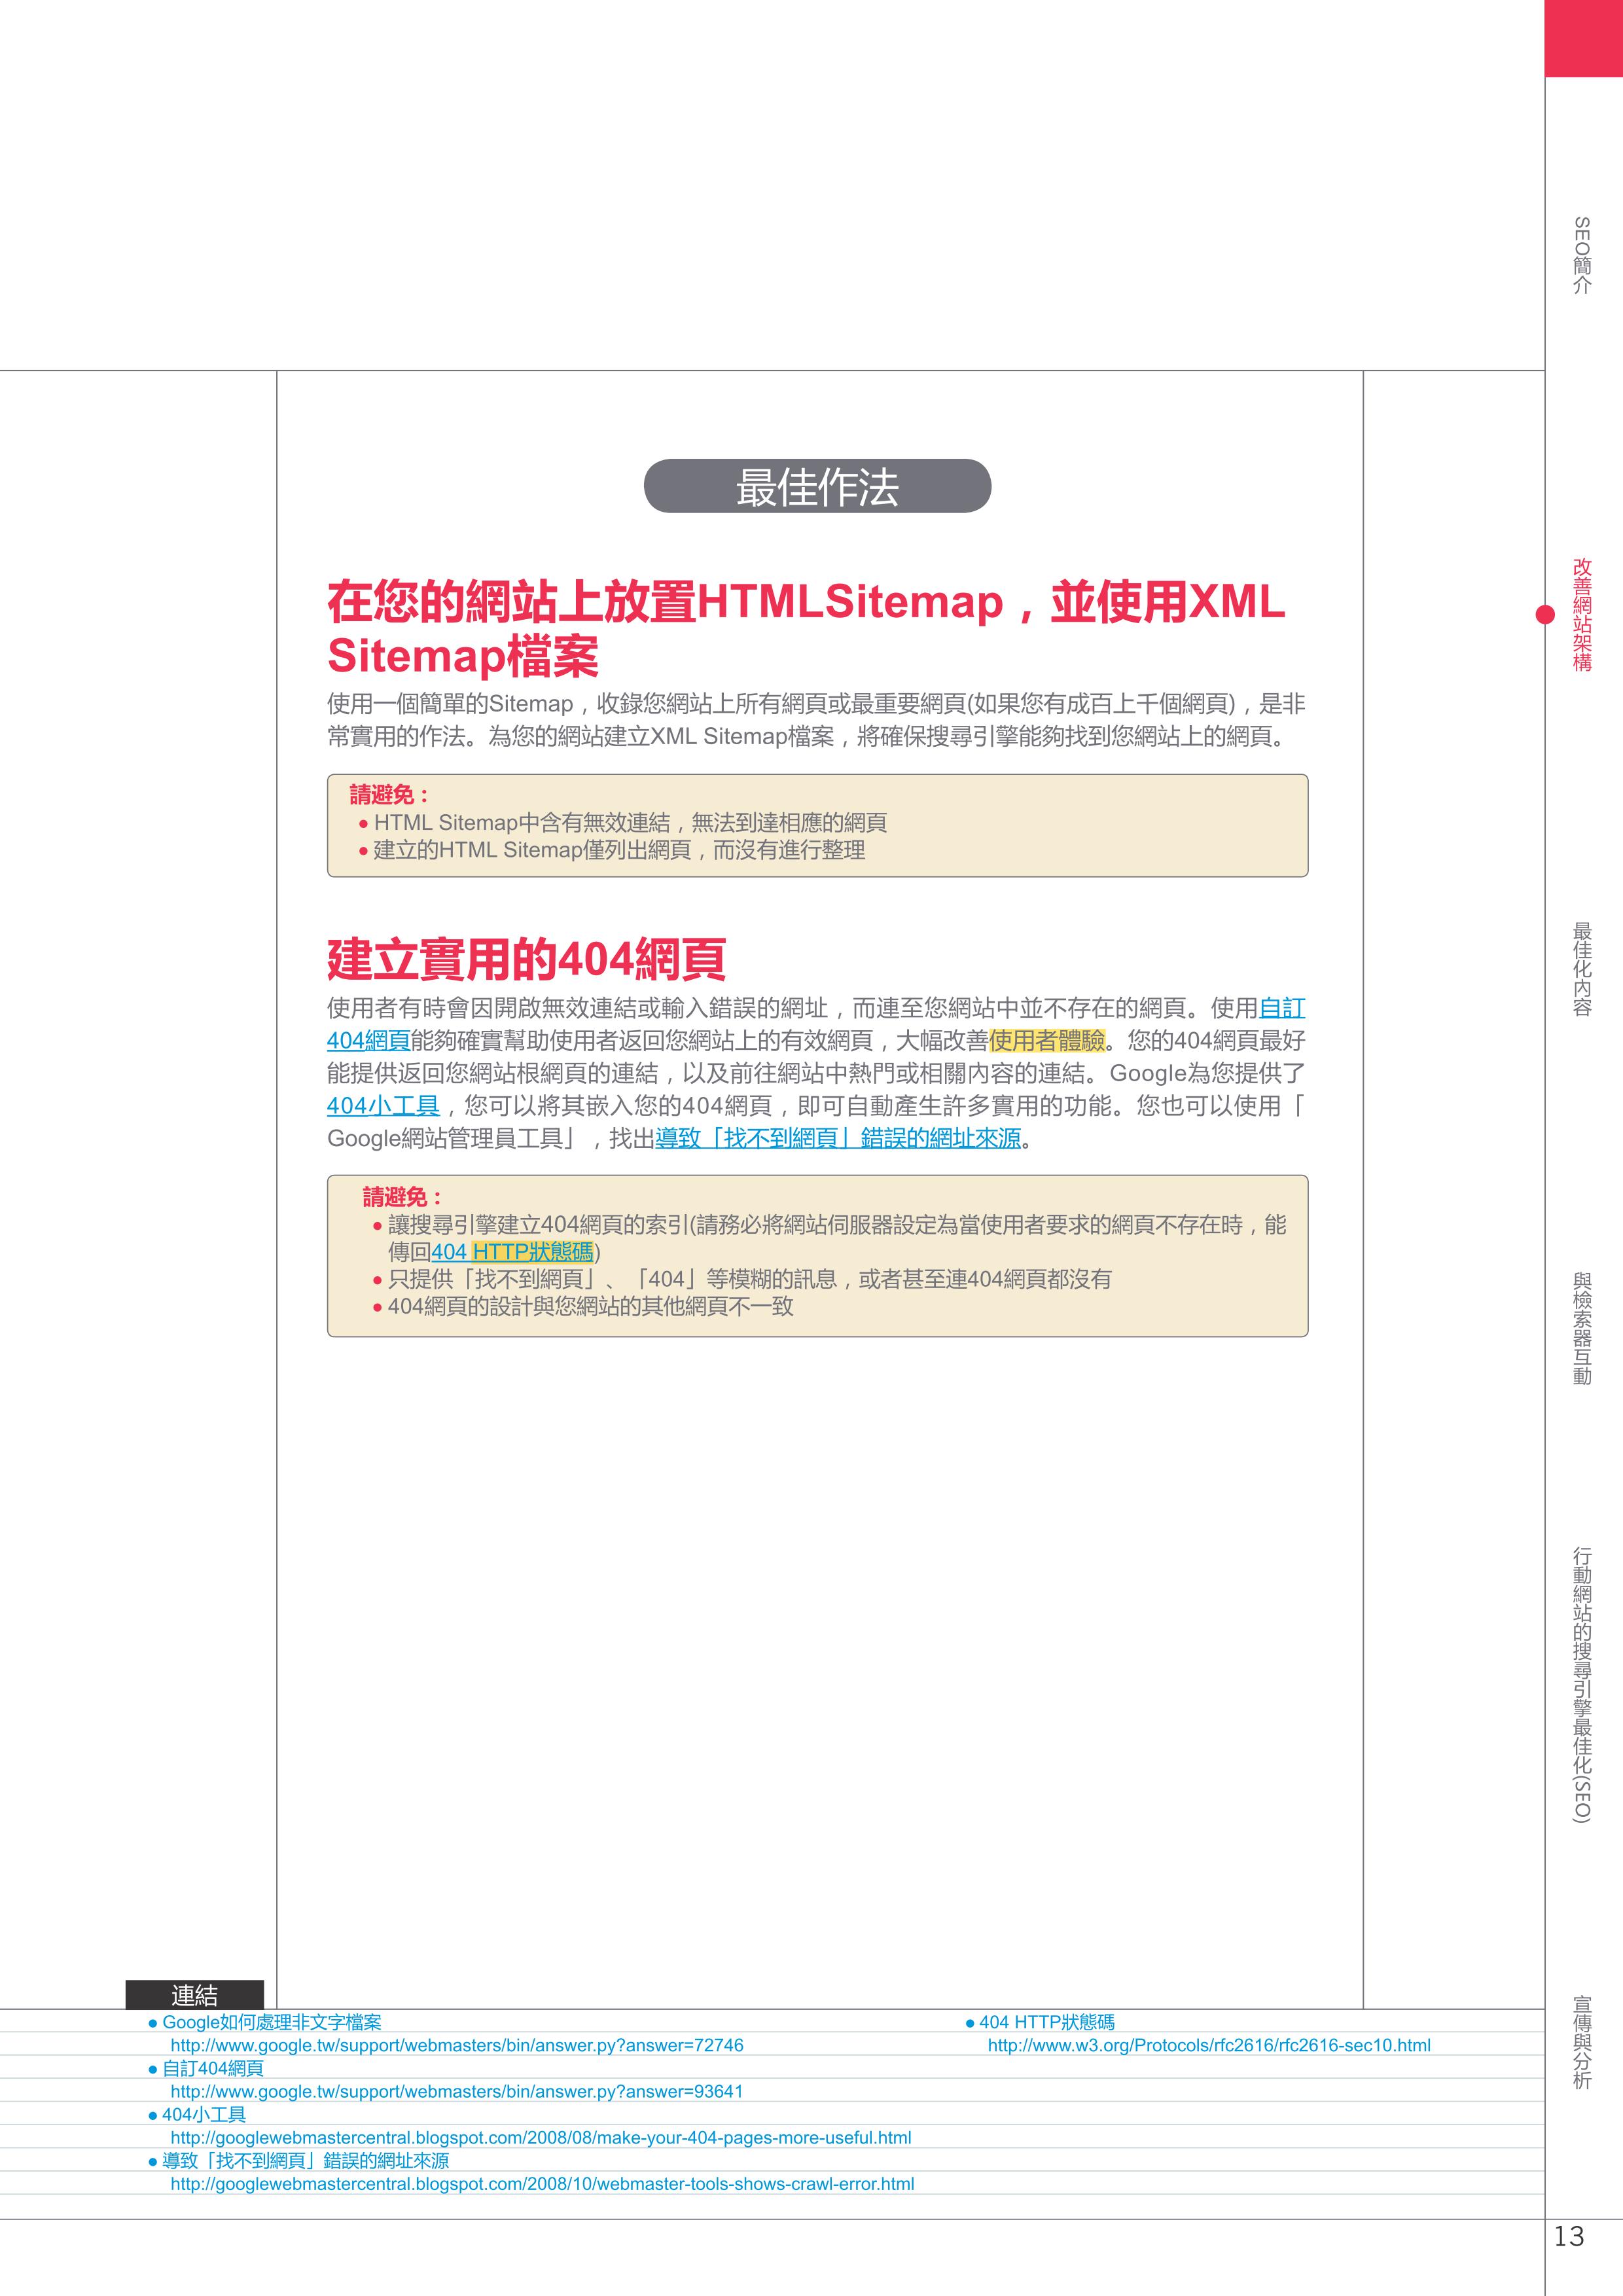 最佳作法
在您的網站上放置HTMLSitemap，並使用XML
Sitemap檔案
使用一個簡單的Sitemap，收錄您網站上所有網頁或最重要網頁(如果您有成百上千個網頁)，是非
常實用的作法。為您的網站建立XML Sitemap檔案，將確保搜尋引擎能夠找到您網站上的網頁。
請避免：
● HTML Sitemap中含有無效連結，無法到達相應的網頁
● 建立的HTML Sitemap僅列出網頁，而沒有進行整理
建立實用的404網頁
使用者有時會因開啟無效連結或輸入錯誤的網址，而連至您網站中並不存在的網頁。使用自訂
404網頁能夠確實幫助使用者返回您網站上的有效網頁，大幅改善使用者體驗。您的404網頁最好
能提供返回您網站根網頁的連結，以及前往網站中熱門或相關內容的連結。Google為您提供了
404小工具，您可以將其嵌入您的404網頁，即可自動產生許多實用的功能。您也可以使用「
Google網站管理員工具」，找出導致「找不到網頁」錯誤的網址來源。
請避免：
● 讓搜尋引擎建立404網頁的索引(請務必將網站伺服器設定為當使用者要求的網頁不存在時，能
傳回404 HTTP狀態碼)
● 只提供「找不到網頁」、「404」等模糊的訊息，或者甚至連404網頁都沒有
● 404網頁的設計與您網站的其他網頁不一致
連結
● Google如何處理非文字檔案
http://www.google.tw/support/webmasters/bin/answer.py?answer=72746
● 自訂404網頁
http://www.google.tw/support/webmasters/bin/answer.py?answer=93641
● 404小工具
http://googlewebmastercentral.blogspot.com/2008/08/make-your-404-pages-more-useful.html
● 導致「找不到網頁」錯誤的網址來源
http://googlewebmastercentral.blogspot.com/2008/10/webmaster-tools-shows-crawl-error.html
● 404 HTTP狀態碼
http://www.w3.org/Protocols/rfc2616/rfc2616-sec10.html
SEO簡介
改善網站架構
最佳化內容
與檢索器互動
行動網站的搜尋引擎最佳化(SEO)
宣傳與分析
13